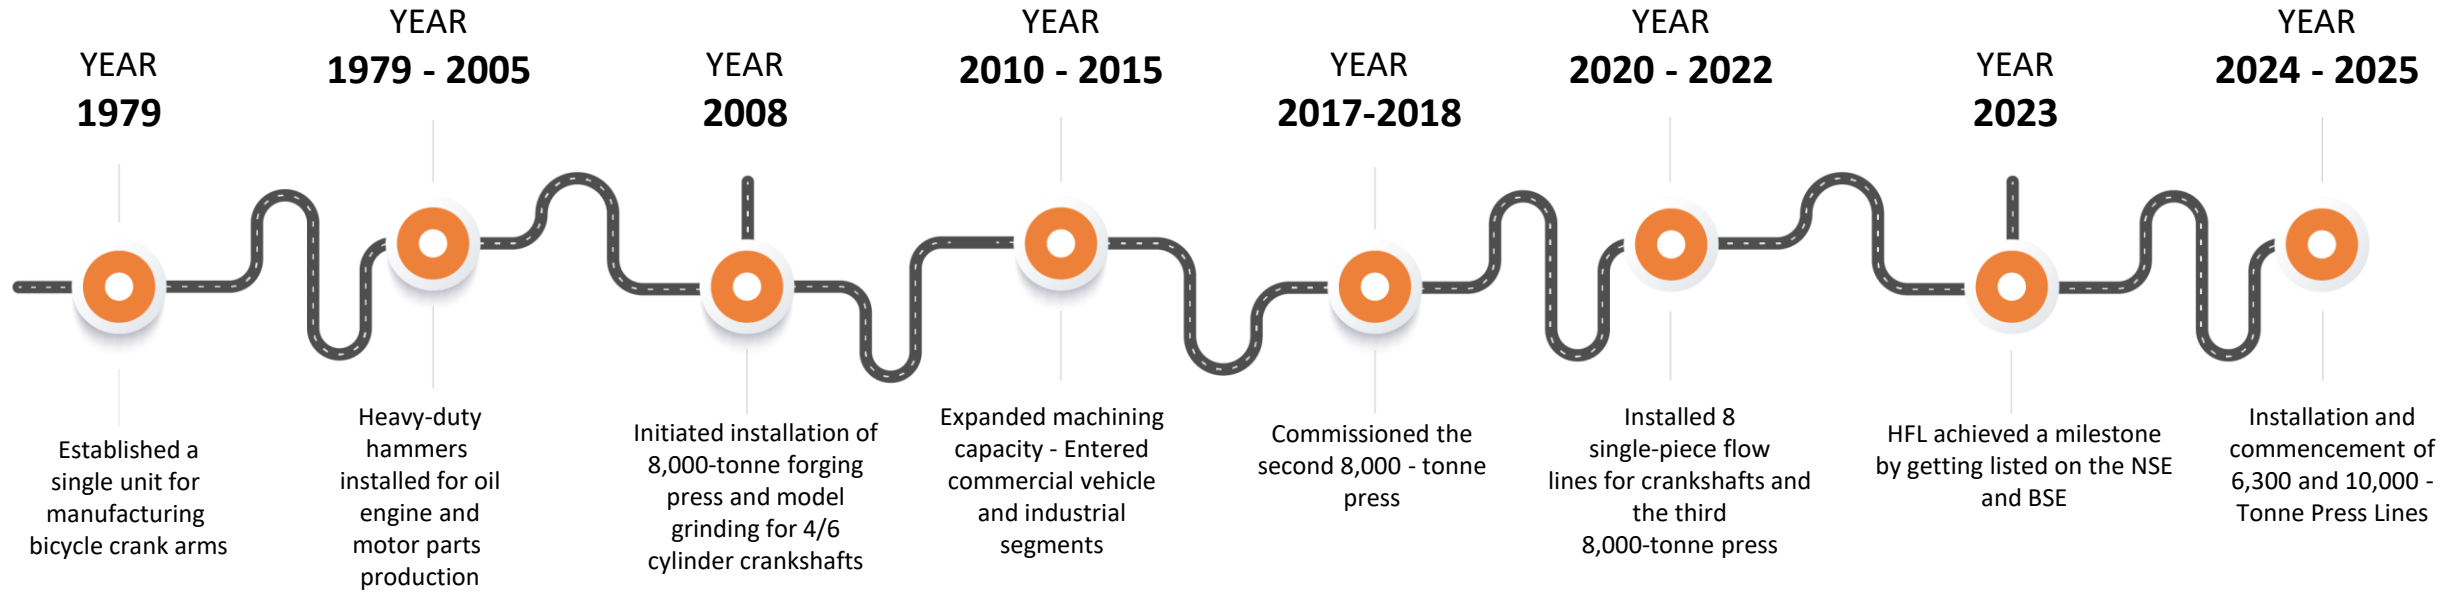 YEAR
1979
Established a
single unit for
manufacturing
bicycle crank arms
YEAR
1979 - 2005
Heavy-duty
hammers
installed for oil
engine and
motor parts
production
YEAR
2008
Initiated installation of
8,000-tonne forging
press and model
grinding for 4/6
cylinder crankshafts
YEAR
2010 - 2015
Expanded machining
capacity - Entered
commercial vehicle
and industrial
segments
YEAR
2017-2018
Commissioned the
second 8,000 - tonne
press
YEAR
2020 - 2022
Installed 8
single-piece flow
lines for crankshafts and
the third
8,000-tonne press
YEAR
2023
HFL achieved a milestone
by getting listed on the NSE
and BSE
YEAR
2024 - 2025
Installation and
commencement of
6,300 and 10,000 -
Tonne Press Lines